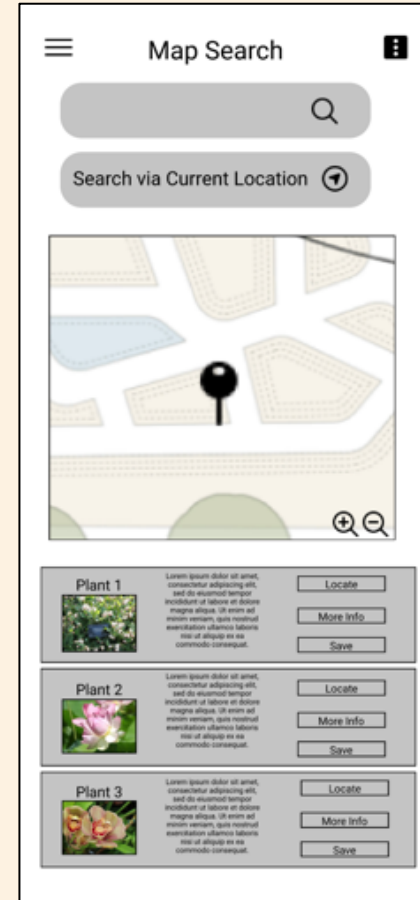 Map Search
Search via Current Location
Plant 1
Lorem ipsum dolor sit amet,
consectetur adipiscing elit,
sed do eiusmod tempor
incididunt ut labore et dolore
magna aliqua. Ut enim ad
minim veniam, quis nostrud
exercitation ullamco laboris
nisi ut aliquip ex ea
commodo consequat.
Locate
More Info
Save
Plant 2
Lorem ipsum dolor sit amet,
consectetur adipiscing elit,
sed do eiusmod tempor
incididunt ut labore et dolore
magna aliqua. Ut enim ad
minim veniam, quis nostrud
exercitation ullamco laboris
nisi ut aliquip ex ea
commodo consequat.
Locate
More Info
Save
Plant 3
Lorem ipsum dolor sit amet,
consectetur adipiscing elit,
sed do eiusmod tempor
incididunt ut labore et dolore
magna aliqua. Ut enim ad
minim veniam, quis nostrud
exercitation ullamco laboris
nisi ut aliquip ex ea
commodo consequat.
Locate
More Info
Save